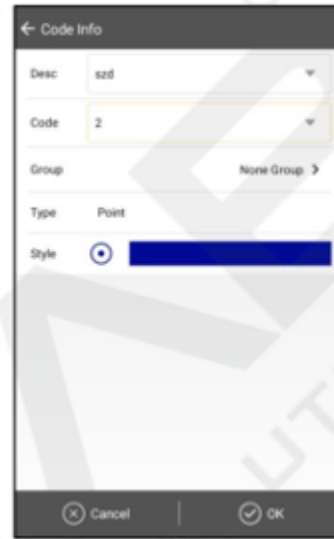 Code Info
Desc szd
Code 2
Group None Group
Type Point
Style
Cancel OK